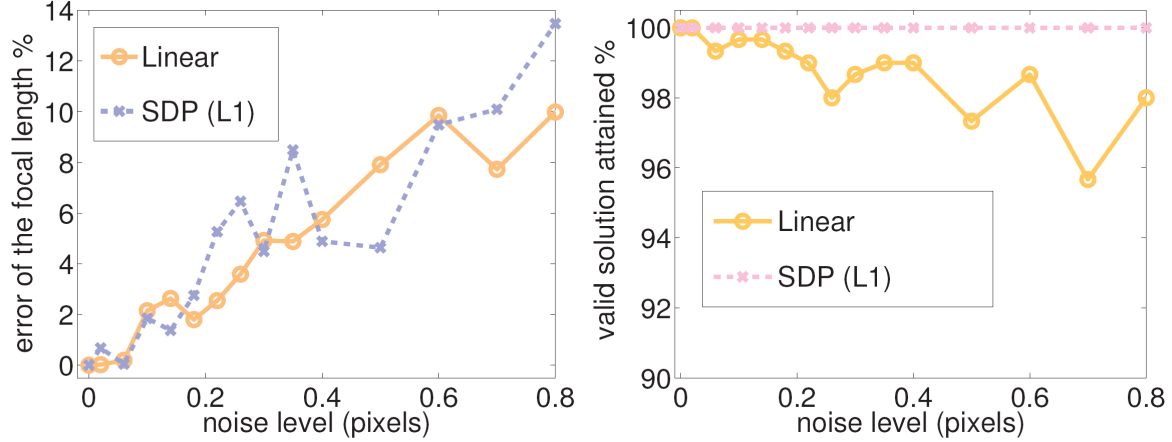 error of the focal length %
14
12
10
8
6
4
2
0
Linear
SDP (L1)
0 0.2 0.4 0.6 0.8
noise level (pixels)
valid solution attained %
100
98
96
94
92
90
Linear
SDP (L1)
0 0.2 0.4 0.6 0.8
noise level (pixels)